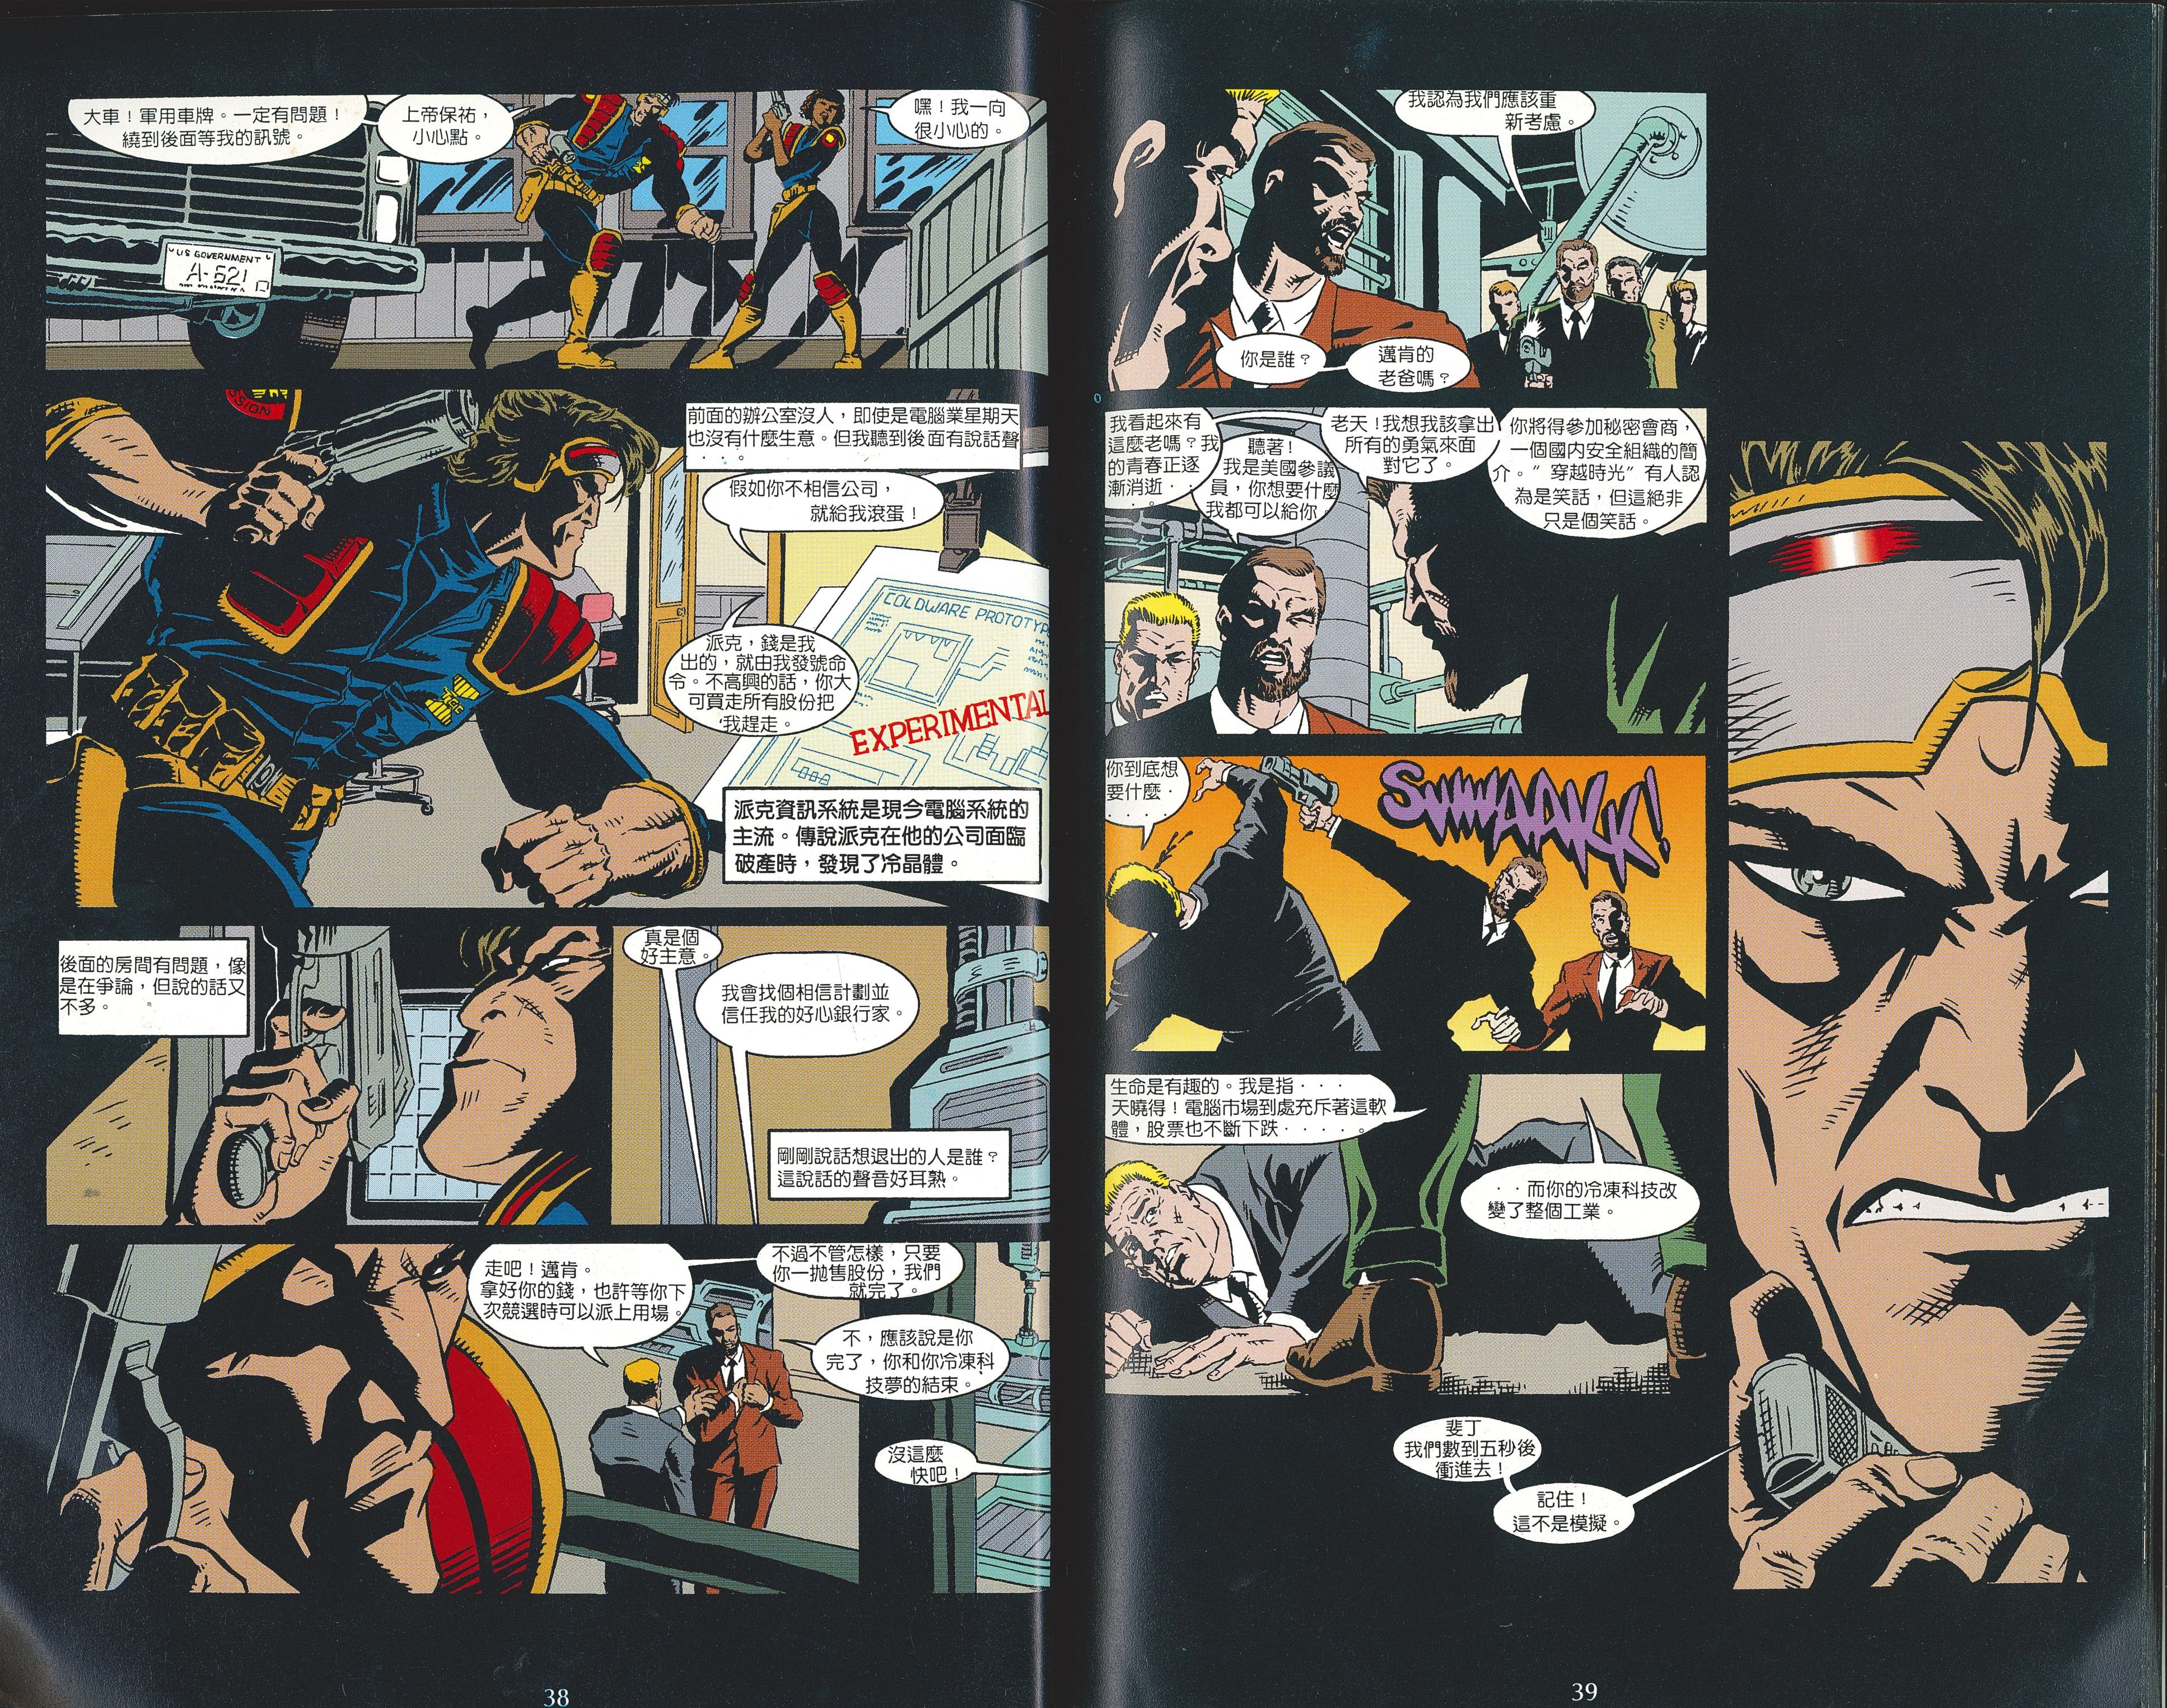 大車！軍用車牌。一定有問題！
繞到後面等我的訊號。
上帝保祐，
小心點。
嘿！我一向
很小心的。
US GOVERNMENT
A-521
前面的辦公室沒人，即使是電腦業星期天
也沒有什麼生意。但我聽到後面有說話聲
．．。
SSION
假如你不相信公司，
就給我滾蛋！
派克，錢是我
出的，就由我發號命
令。不高興的話，你大
可買走所有股份把
我趕走。
COLDWARE PROTOTYP
EXPERIMENTAL
TEC
派克資訊系統是現今電腦系統的
主流。傳說派克在他的公司面臨
破產時，發現了冷晶體。
後面的房間有問題，像
是在爭論，但說的話又
不多。
真是個
好主意。
我會找個相信計劃並
信任我的好心銀行家。
剛剛說話想退出的人是誰？
這說話的聲音好耳熟。
走吧！邁肯。
拿好你的錢，也許等你下
次競選時可以派上用場。
不過不管怎樣，只要
你一拋售股份，我們
就完了。
不，應該說是你
完了，你和你冷凍科
技夢的結束。
沒這麼
快吧！
38
我認為我們應該重
新考慮。
你是誰？
邁肯的
老爸嗎？
我看起來有
這麼老嗎？我
的青春正逐
漸消逝．．
．。
聽著！
我是美國參議
員，你想要什麼
我都可以給你。
老天！我想我該拿出
所有的勇氣來面
對它了。
你將得參加秘密會商，
一個國內安全組織的簡
介。”穿越時光”有人認
為是笑話，但這絕非
只是個笑話。
你到底想
要什麼．
．．．．
SWWAAAKK!
生命是有趣的。我是指．．．
天曉得！電腦市場到處充斥著這軟
體，股票也不斷下跌．．．．。
．．而你的冷凍科技改
變了整個工業。
斐丁
我們數到五秒後
衝進去！
記住！
這不是模擬。
39